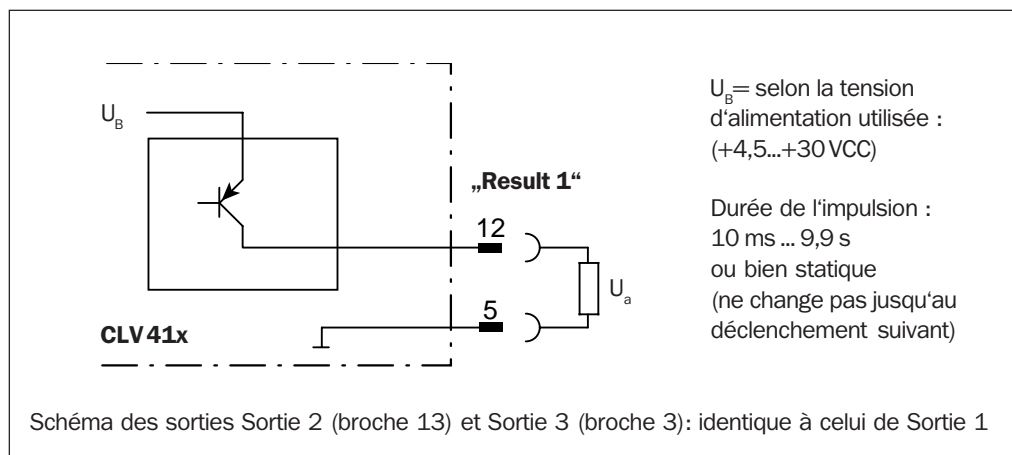 U_B
„Result 1“
12
5
U_a
CLV 41x
U_B= selon la tension
d‘alimentation utilisée :
(+4,5...+30 VCC)
Durée de l‘impulsion :
10 ms ... 9,9 s
ou bien statique
(ne change pas jusqu‘au
déclenchement suivant)
Schéma des sorties Sortie 2 (broche 13) et Sortie 3 (broche 3): identique à celui de Sortie 1